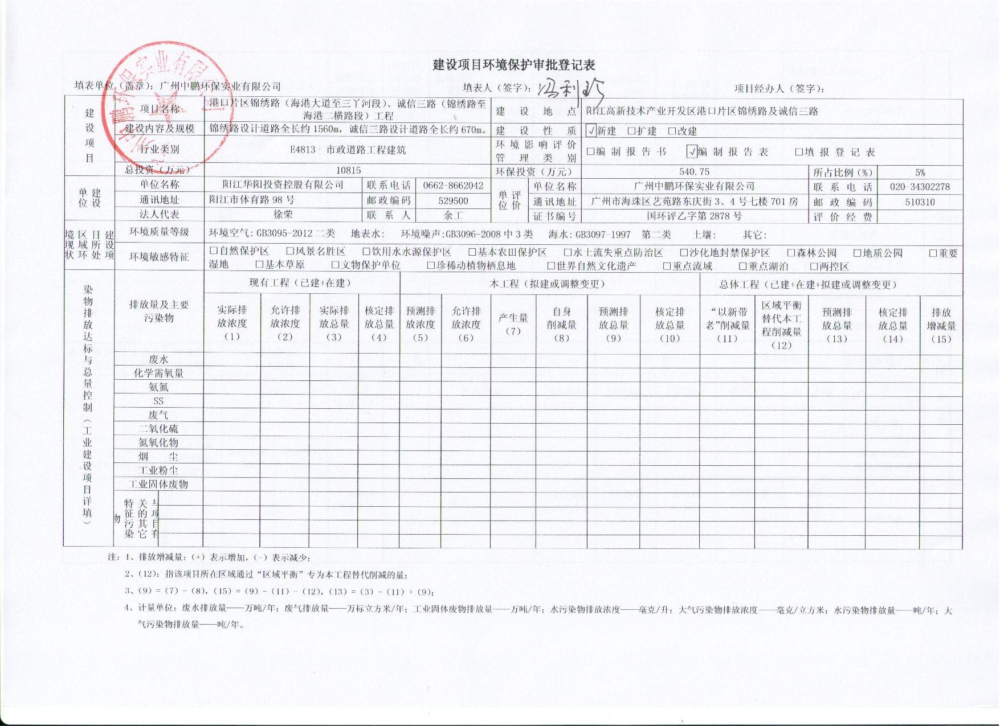 建设项目环境保护审批登记表
填表单位（盖章）：广州中鹏环保实业有限公司 填表人（签字）： 项目经办人（签字）：
建设项目
项目名称 港口片区锦绣路（海港大道至三丫河段）、诚信三路（锦绣路至海港二横路段）工程 建设地点 阳江高新技术产业开发区港口片区锦绣路及诚信三路
建设内容及规模 锦绣路设计道路全长约1560m，诚信三路设计道路全长约670m。 建设性质 ☑新建 □扩建 □改建
行业类别 E4813 市政道路工程建筑 环境影响评价管理类别 □编制报告书 ☑编制报告表 □填报登记表
总投资（万元） 10815 环保投资（万元） 540.75 所占比例(%) 5%
建设单位
单位名称 阳江华阳投资控股有限公司 联系电话 0662-8662042 评价单位 单位名称 广州中鹏环保实业有限公司 联系电话 020-34302278
通讯地址 阳江市体育路98号 邮政编码 529500 通讯地址 广州市海珠区艺苑路东庆街3、4号七楼701房 邮政编码 510310
法人代表 徐荣 联系人 余工 证书编号 国环评乙字第2878号 评价经费
建设项目所处区域环境现状
环境质量等级 环境空气：GB3095-2012二类 地表水： 环境噪声:GB3096-2008中3类 海水：GB3097-1997 第二类 土壤： 其它：
环境敏感特征 □自然保护区 □风景名胜区 □饮用水水源保护区 □基本农田保护区 □水土流失重点防治区 □沙化地封禁保护区 □森林公园 □地质公园 □重要
湿地 □基本草原 □文物保护单位 □珍稀动植物栖息地 □世界自然文化遗产 □重点流域 □重点湖泊 □两控区
染物排放达标与总量控制（工业建设项目详填）
排放量及主要污染物 现有工程（已建+在建） 本工程（拟建或调整变更） 总体工程（已建+在建+拟建或调整变更）
实际排放浓度（1） 允许排放浓度（2） 实际排放总量（3） 核定排放总量（4） 预测排放浓度（5） 允许排放浓度（6） 产生量（7） 自身削减量（8） 预测排放总量（9） 核定排放总量（10） “以新带老”削减量（11） 区域平衡替代本工程削减量（12） 预测排放总量（13） 核定排放总量（14） 排放增减量（15）
废水
化学需氧量
氨氮
SS
废气
二氧化硫
氮氧化物
烟 尘
工业粉尘
工业固体废物
与项目有关的其它特征污染物
注：1、排放增减量：（+）表示增加，（-）表示减少；
2、（12）：指该项目所在区域通过“区域平衡”专为本工程替代削减的量；
3、（9）=（7）-（8），（15）=（9）-（11）-（12），（13）=（3）-（11）+（9）；
4、计量单位：废水排放量——万吨/年；废气排放量——万标立方米/年；工业固体废物排放量——万吨/年；水污染物排放浓度——毫克/升；大气污染物排放浓度——毫克/立方米；水污染物排放量——吨/年；大
气污染物排放量——吨/年。